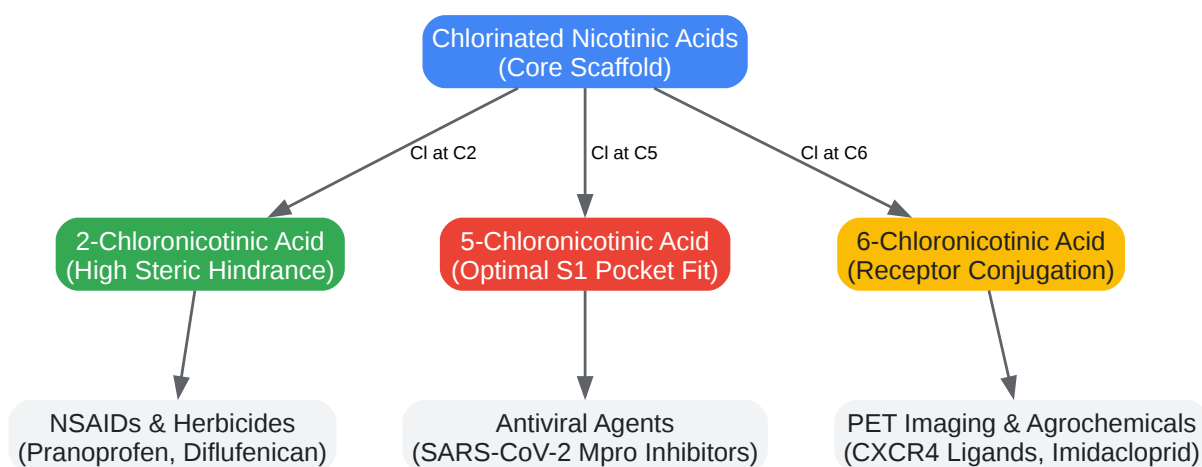 Chlorinated Nicotinic Acids
(Core Scaffold)
Cl at C2
Cl at C5
Cl at C6
2-Chloronicotinic Acid
(High Steric Hindrance)
5-Chloronicotinic Acid
(Optimal S1 Pocket Fit)
6-Chloronicotinic Acid
(Receptor Conjugation)
NSAIDs & Herbicides
(Pranoprofen, Diflufenican)
Antiviral Agents
(SARS-CoV-2 Mpro Inhibitors)
PET Imaging & Agrochemicals
(CXCR4 Ligands, Imidacloprid)